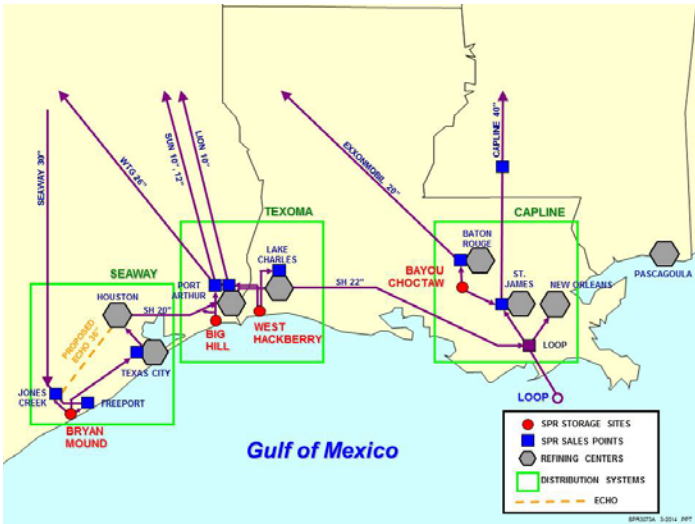 SEAWAY 30"
WTG 26"
SUN 10", 12"
LION 10"
EXXONMOBIL 20"
CAPLINE 40"
TEXOMA
CAPLINE
LAKE
CHARLES
BATON
ROUGE
PASCAGOULA
SEAWAY
PORT
ARTHUR
SH 22"
BAYOU
CHOCTAW
ST.
JAMES
NEW ORLEANS
HOUSTON
SH 20"
BIG
HILL
WEST
HACKBERRY
PROPOSED
ECHO 36"
TEXAS CITY
LOOP
JONES
CREEK
FREEPORT
LOOP
BRYAN
MOUND
Gulf of Mexico
SPR STORAGE SITES
SPR SALES POINTS
REFINING CENTERS
DISTRIBUTION SYSTEMS
ECHO